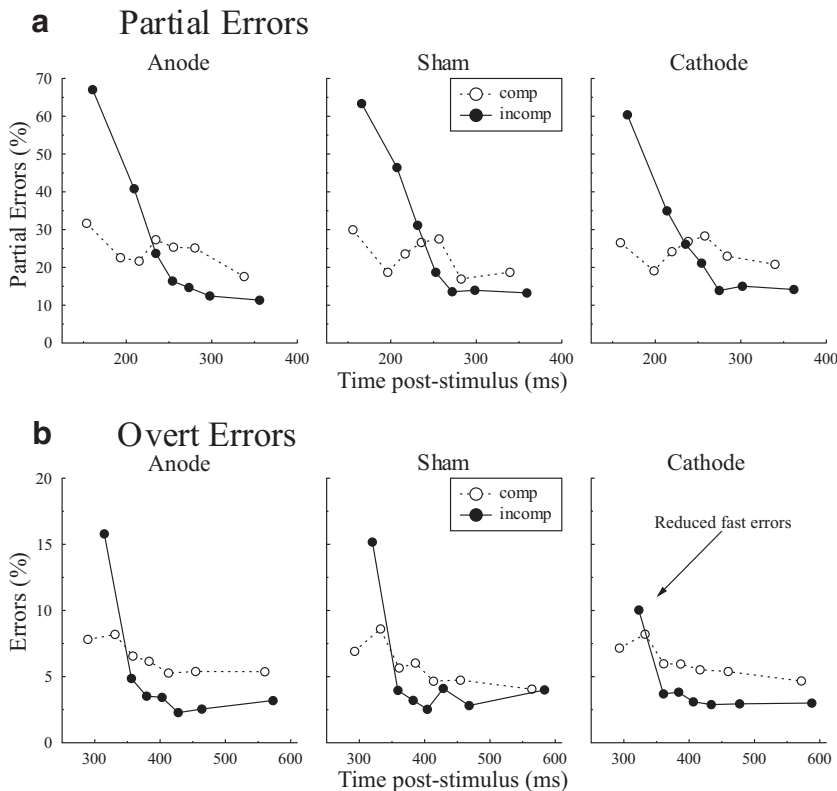 a Partial Errors
Anode Sham Cathode
comp
incomp
Partial Errors (%)
70
60
50
40
30
20
10
0
200 300 400 200 300 400 200 300 400
Time post-stimulus (ms)
b Overt Errors
Anode Sham Cathode
comp
incomp
Reduced fast errors
Errors (%)
20
15
10
5
0
300 400 500 600 300 400 500 600 300 400 500 600
Time post-stimulus (ms)